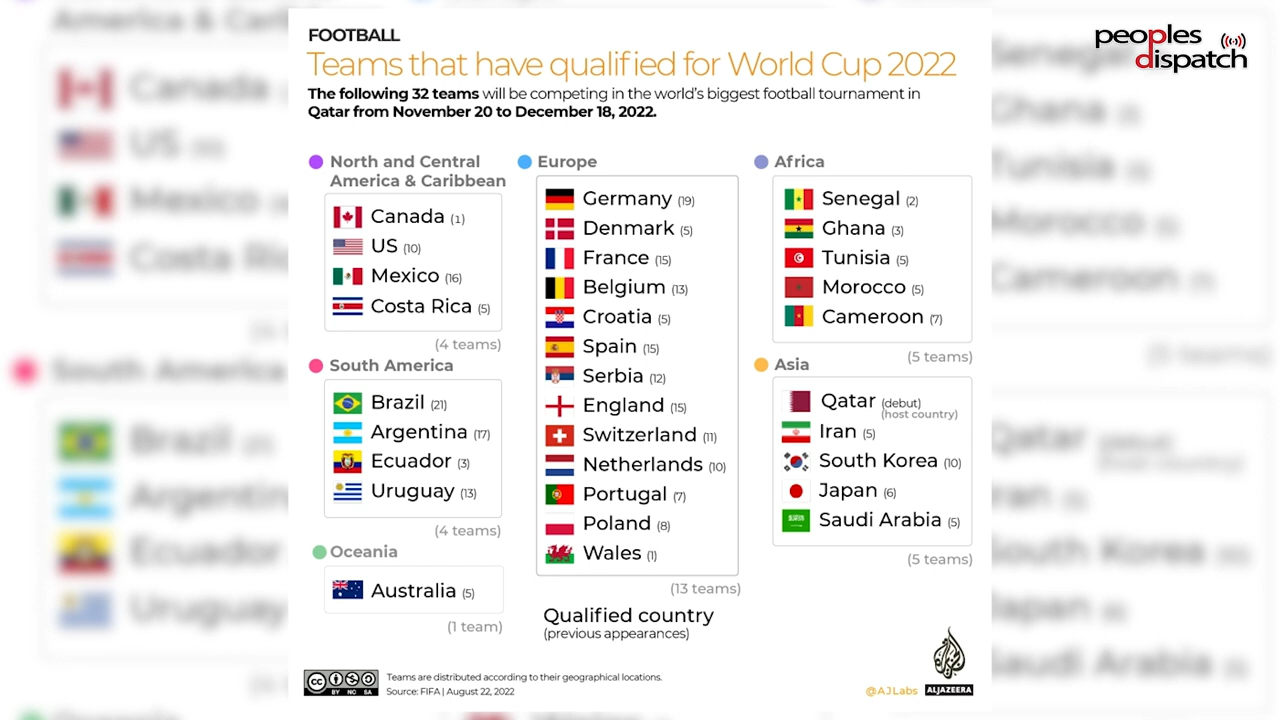 peoples
dispatch
FOOTBALL
Teams that have qualified for World Cup 2022
The following 32 teams will be competing in the world's biggest football tournament in
Qatar from November 20 to December 18, 2022.
North and Central
America & Caribbean
Canada (1)
US (10)
Mexico (16)
Costa Rica (5)
(4 teams)
South America
Brazil (21)
Argentina (17)
Ecuador (3)
Uruguay (13)
(4 teams)
Oceania
Australia (5)
(1 team)
Europe
Germany (19)
Denmark (5)
France (15)
Belgium (13)
Croatia (5)
Spain (15)
Serbia (12)
England (15)
Switzerland (11)
Netherlands (10)
Portugal (7)
Poland (8)
Wales (1)
(13 teams)
Qualified country
(previous appearances)
Africa
Senegal (2)
Ghana (3)
Tunisia (5)
Morocco (5)
Cameroon (7)
(5 teams)
Asia
Qatar (debut)
(host country)
Iran (5)
South Korea (10)
Japan (6)
Saudi Arabia (5)
(5 teams)
CC BY NC SA
Teams are distributed according to their geographical locations.
Source: FIFA | August 22, 2022
@AJLabs
ALJAZEERA